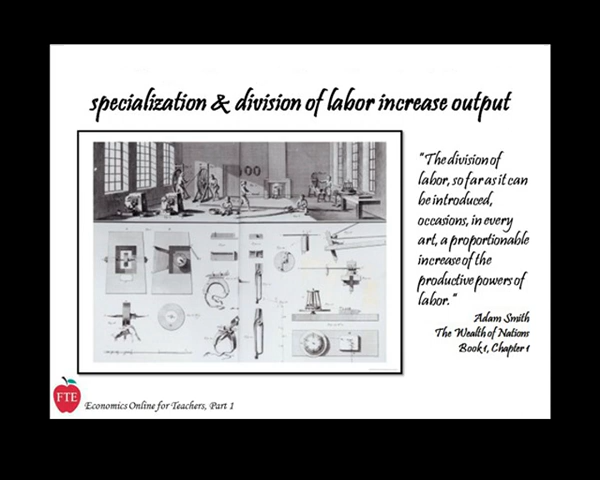 specialization & division of labor increase output
"The division of
labor, so far as it can
be introduced,
occasions, in every
art, a proportionable
increase of the
productive powers of
labor."
Adam Smith
The Wealth of Nations
Book 1, Chapter 1
FTE
Economics Online for Teachers, Part 1